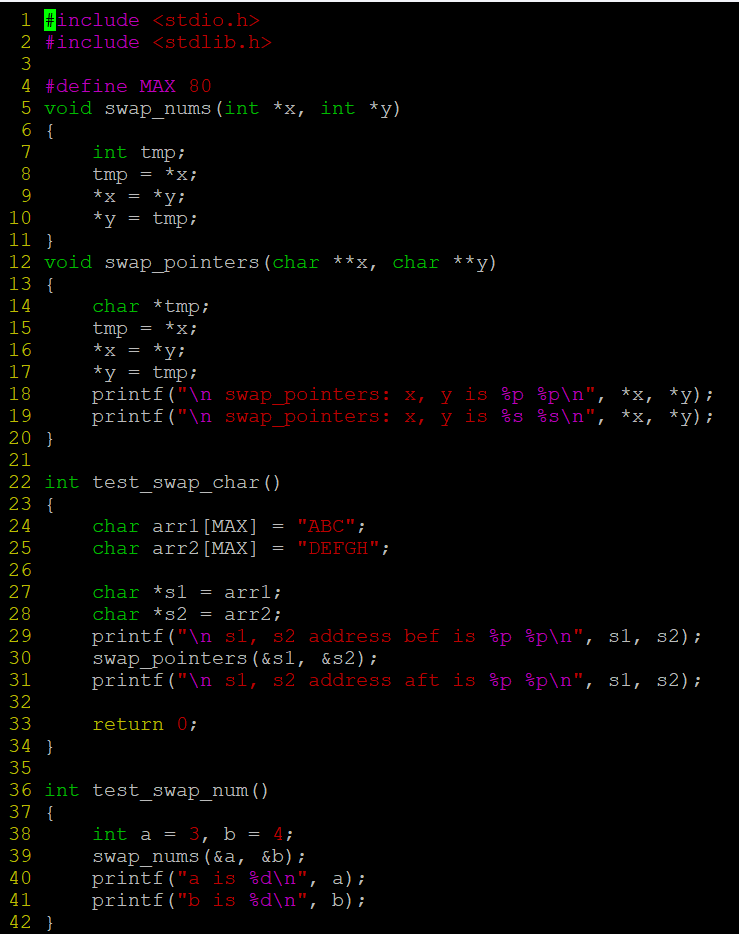 1 #include <stdio.h>
2 #include <stdlib.h>
3
4 #define MAX 80
5 void swap_nums(int *x, int *y)
6 {
7     int tmp;
8     tmp = *x;
9     *x = *y;
10     *y = tmp;
11 }
12 void swap_pointers(char **x, char **y)
13 {
14     char *tmp;
15     tmp = *x;
16     *x = *y;
17     *y = tmp;
18     printf("\n swap_pointers: x, y is %p %p\n", *x, *y);
19     printf("\n swap_pointers: x, y is %s %s\n", *x, *y);
20 }
21
22 int test_swap_char()
23 {
24     char arr1[MAX] = "ABC";
25     char arr2[MAX] = "DEFGH";
26
27     char *s1 = arr1;
28     char *s2 = arr2;
29     printf("\n s1, s2 address bef is %p %p\n", s1, s2);
30     swap_pointers(&s1, &s2);
31     printf("\n s1, s2 address aft is %p %p\n", s1, s2);
32
33     return 0;
34 }
35
36 int test_swap_num()
37 {
38     int a = 3, b = 4;
39     swap_nums(&a, &b);
40     printf("a is %d\n", a);
41     printf("b is %d\n", b);
42 }